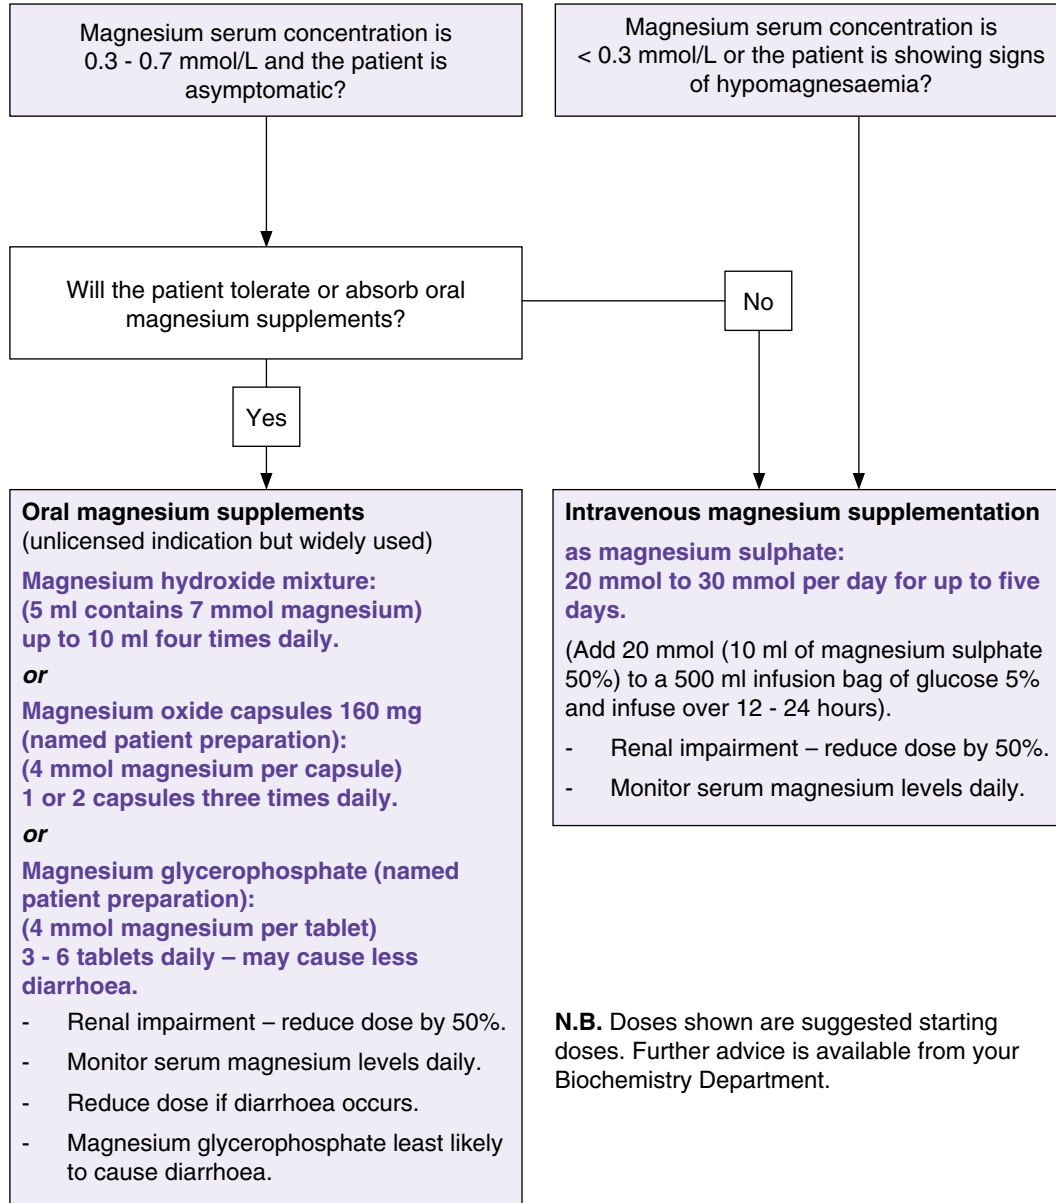 Magnesium serum concentration is
0.3 - 0.7 mmol/L and the patient is
asymptomatic?
Magnesium serum concentration is
< 0.3 mmol/L or the patient is showing signs
of hypomagnesaemia?
Will the patient tolerate or absorb oral
magnesium supplements?
No
Yes
Oral magnesium supplements
(unlicensed indication but widely used)
Magnesium hydroxide mixture:
(5 ml contains 7 mmol magnesium)
up to 10 ml four times daily.
or
Magnesium oxide capsules 160 mg
(named patient preparation):
(4 mmol magnesium per capsule)
1 or 2 capsules three times daily.
or
Magnesium glycerophosphate (named
patient preparation):
(4 mmol magnesium per tablet)
3 - 6 tablets daily – may cause less
diarrhoea.
- Renal impairment – reduce dose by 50%.
- Monitor serum magnesium levels daily.
- Reduce dose if diarrhoea occurs.
- Magnesium glycerophosphate least likely
to cause diarrhoea.
Intravenous magnesium supplementation
as magnesium sulphate:
20 mmol to 30 mmol per day for up to five
days.
(Add 20 mmol (10 ml of magnesium sulphate
50%) to a 500 ml infusion bag of glucose 5%
and infuse over 12 - 24 hours).
- Renal impairment – reduce dose by 50%.
- Monitor serum magnesium levels daily.
N.B. Doses shown are suggested starting
doses. Further advice is available from your
Biochemistry Department.